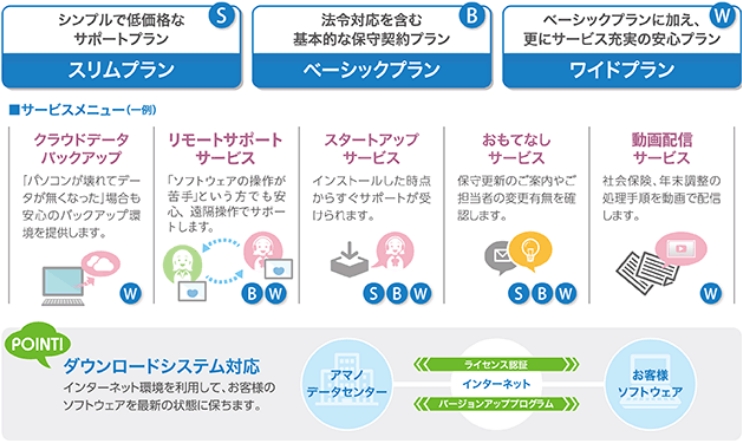 シンプルで低価格な
サポートプラン
S
スリムプラン
法令対応を含む
基本的な保守契約プラン
B
ベーシックプラン
ベーシックプランに加え、
更にサービス充実の安心プラン
W
ワイドプラン
■サービスメニュー(一例)
クラウドデータ
バックアップ
「パソコンが壊れてデー
タが無くなった」場合も
安心のバックアップ環
境を提供します。
W
リモートサポート
サービス
「ソフトウェアの操作が
苦手」という方でも安
心、遠隔操作でサポー
トします。
B W
スタートアップ
サービス
インストールした時点
からすぐサポートが受
けられます。
S B W
おもてなし
サービス
保守更新のご案内やご
担当者の変更有無を確
認します。
S B W
動画配信
サービス
社会保険、年末調整の
処理手順を動画で配信
します。
W
POINT!
ダウンロードシステム対応
インターネット環境を利用して、お客様の
ソフトウェアを最新の状態に保ちます。
アマノ
データセンター
ライセンス認証
インターネット
バージョンアッププログラム
お客様
ソフトウェア